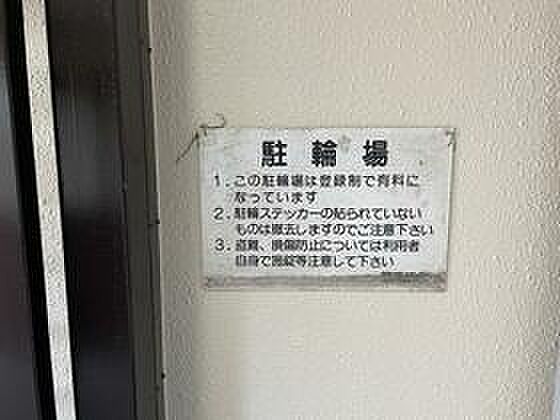 駐輪場
1. この駐輪場は登録制で有料に
なっています
2. 駐輪ステッカーの貼られていない
ものは撤去しますのでご注意下さい
3. 盗難、損傷防止については利用者
自身で施錠等注意して下さい